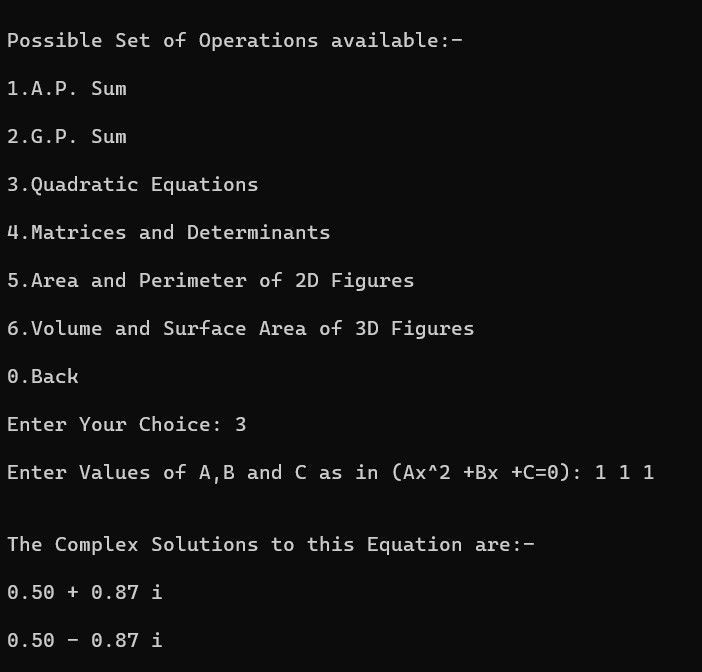 Possible Set of Operations available:-
1.A.P. Sum
2.G.P. Sum
3.Quadratic Equations
4.Matrices and Determinants
5.Area and Perimeter of 2D Figures
6.Volume and Surface Area of 3D Figures
0.Back
Enter Your Choice: 3
Enter Values of A,B and C as in (Ax^2 +Bx +C=0): 1 1 1
The Complex Solutions to this Equation are:-
0.50 + 0.87 i
0.50 - 0.87 i